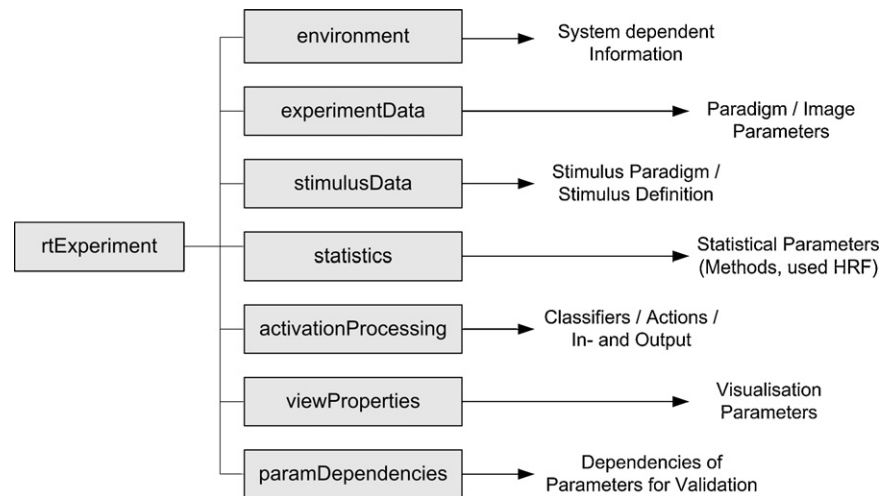 environment
System dependent
Information
experimentData
Paradigm / Image
Parameters
stimulusData
Stimulus Paradigm /
Stimulus Definition
rtExperiment
statistics
Statistical Parameters
(Methods, used HRF)
activationProcessing
Classifiers / Actions /
In- and Output
viewProperties
Visualisation
Parameters
paramDependencies
Dependencies of
Parameters for Validation